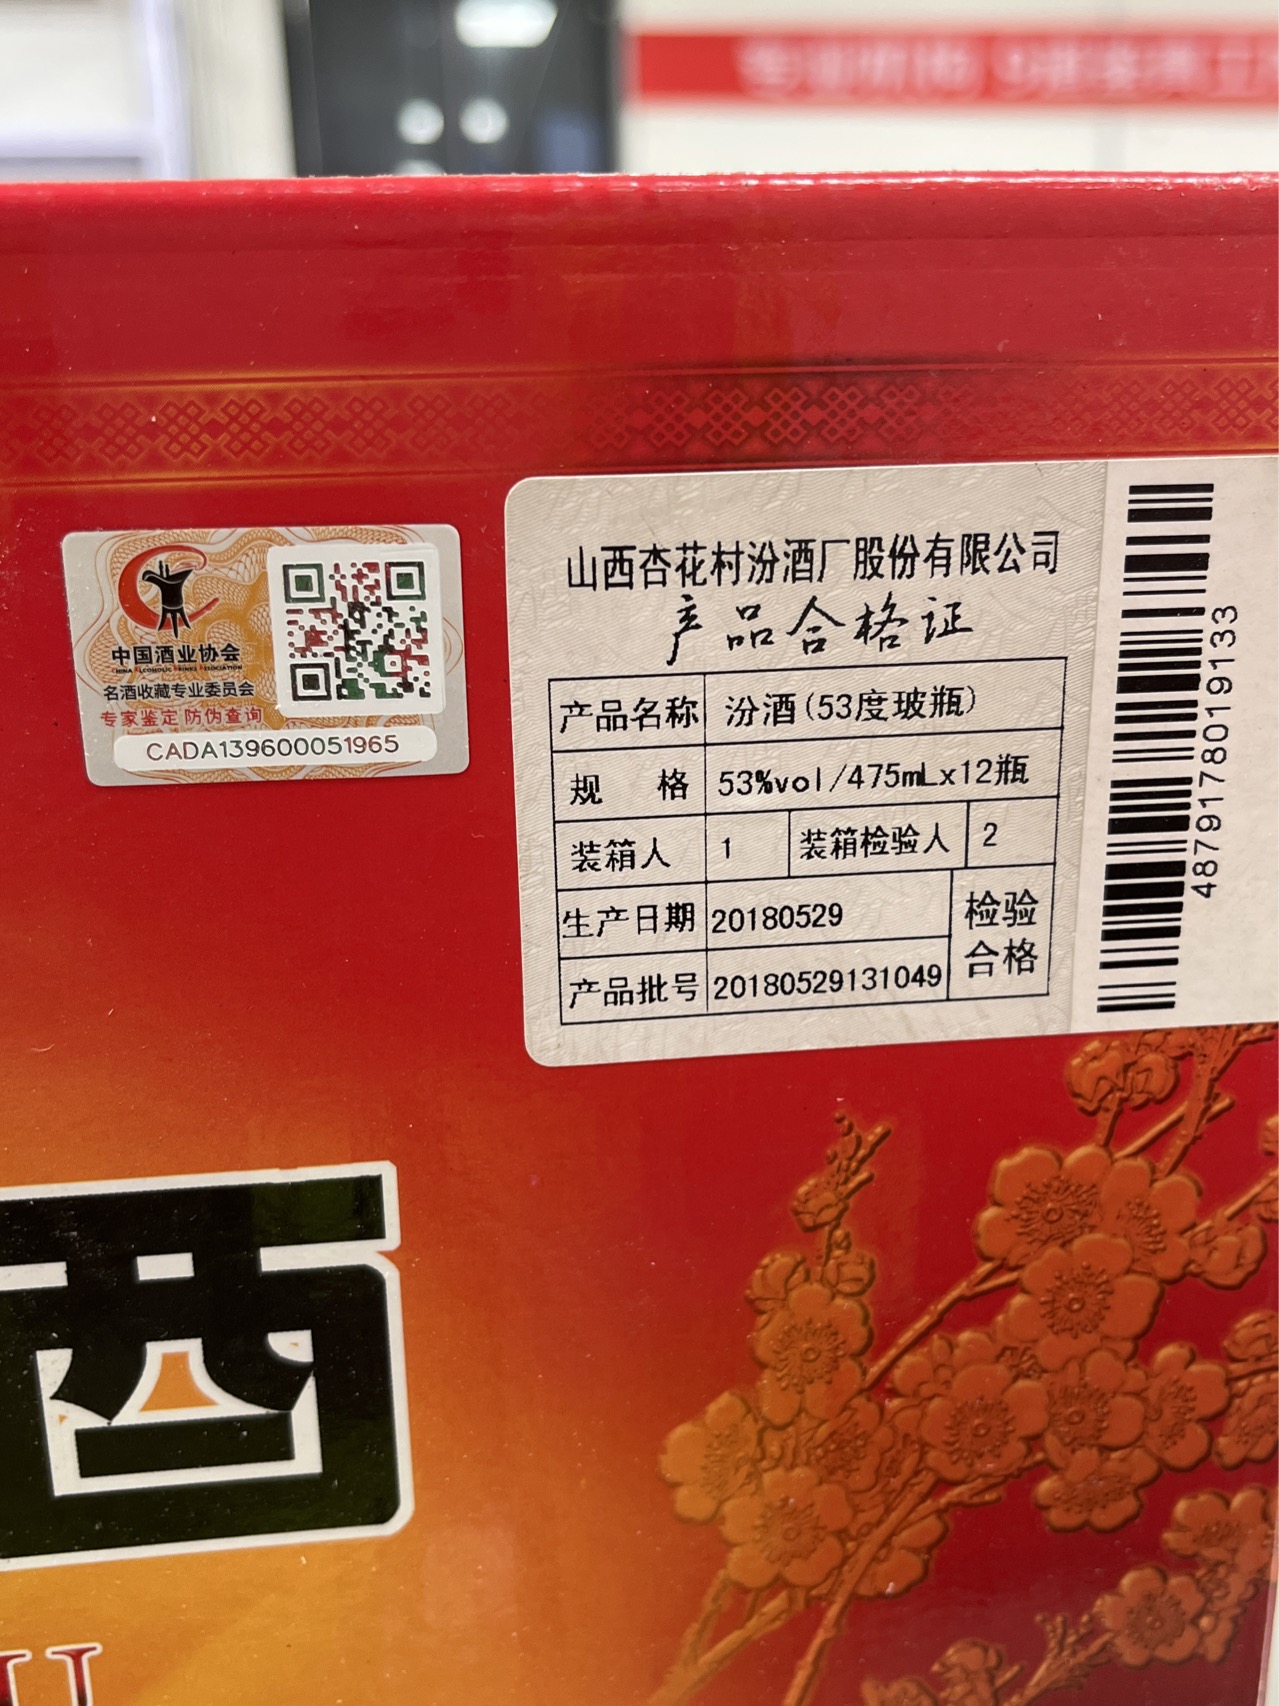 中国酒业协会
CHINA ALCOHOLIC DRINKS ASSOCIATION
名酒收藏专业委员会
专家鉴定 防伪查询
CADA139600051965
山西杏花村汾酒厂股份有限公司
产品合格证
产品名称 汾酒(53度玻瓶)
规 格 53%vol/475mLx12瓶
装箱人 1 装箱检验人 2
生产日期 20180529
产品批号 20180529131049
检验
合格
4879178019133